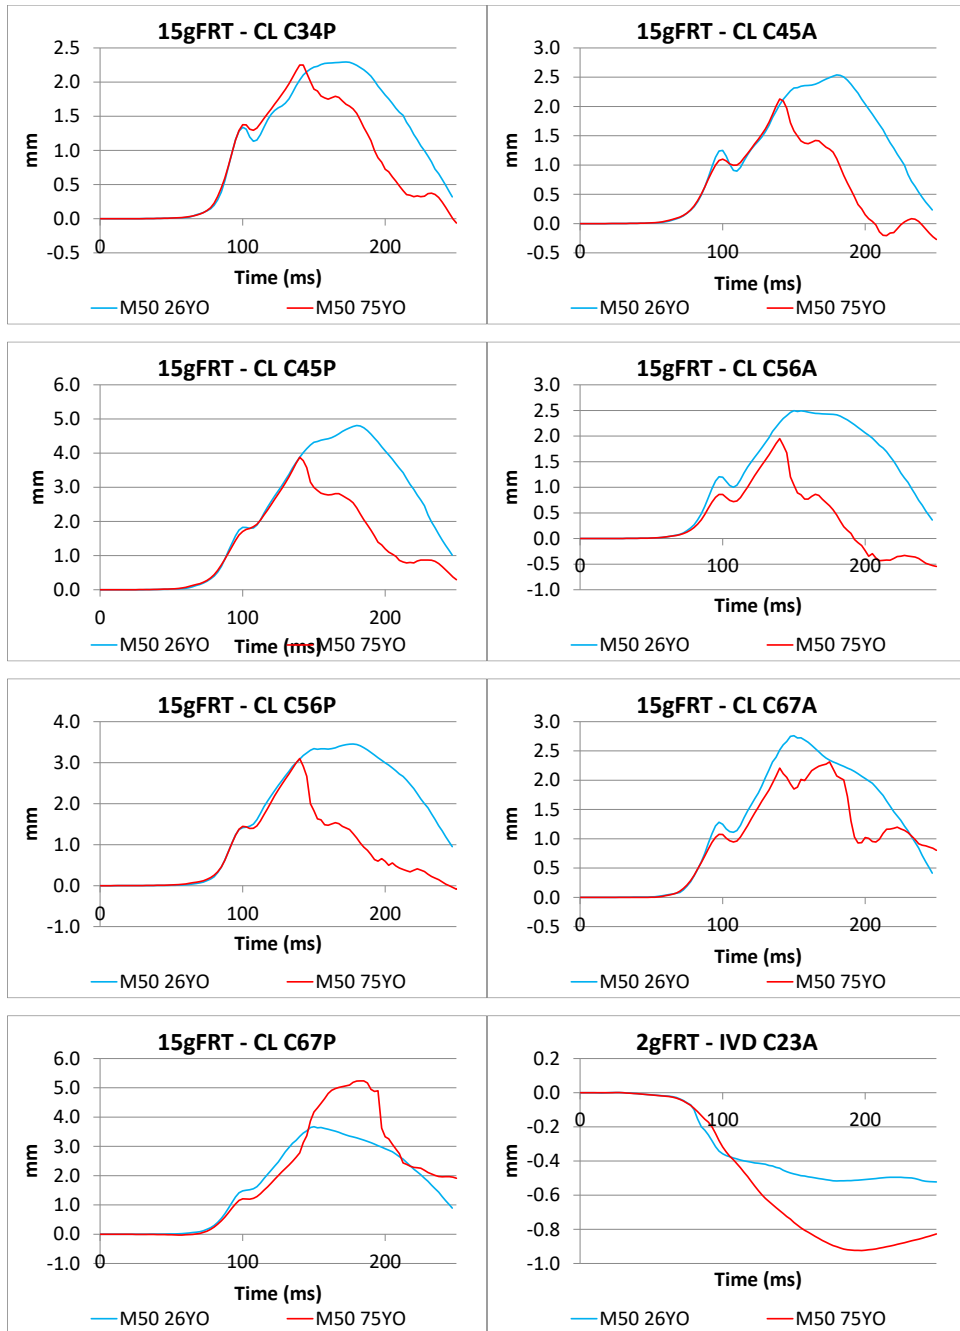 15gFRT - CL C34P
2.5
2.0
1.5
1.0
0.5
0.0
-0.5
mm
0 100 200
Time (ms)
M50 26YO M50 75YO
15gFRT - CL C45A
3.0
2.5
2.0
1.5
1.0
0.5
0.0
-0.5
mm
0 100 200
Time (ms)
M50 26YO M50 75YO
15gFRT - CL C45P
6.0
5.0
4.0
3.0
2.0
1.0
0.0
mm
0 100 200
Time (ms)
M50 26YO M50 75YO
15gFRT - CL C56A
3.0
2.5
2.0
1.5
1.0
0.5
0.0
-0.5
-1.0
mm
0 100 200
Time (ms)
M50 26YO M50 75YO
15gFRT - CL C56P
4.0
3.0
2.0
1.0
0.0
-1.0
mm
0 100 200
Time (ms)
M50 26YO M50 75YO
15gFRT - CL C67A
3.0
2.5
2.0
1.5
1.0
0.5
0.0
-0.5
mm
0 100 200
Time (ms)
M50 26YO M50 75YO
15gFRT - CL C67P
6.0
5.0
4.0
3.0
2.0
1.0
0.0
-1.0
mm
0 100 200
Time (ms)
M50 26YO M50 75YO
2gFRT - IVD C23A
0.2
0.0
-0.2
-0.4
-0.6
-0.8
-1.0
mm
0 100 200
Time (ms)
M50 26YO M50 75YO